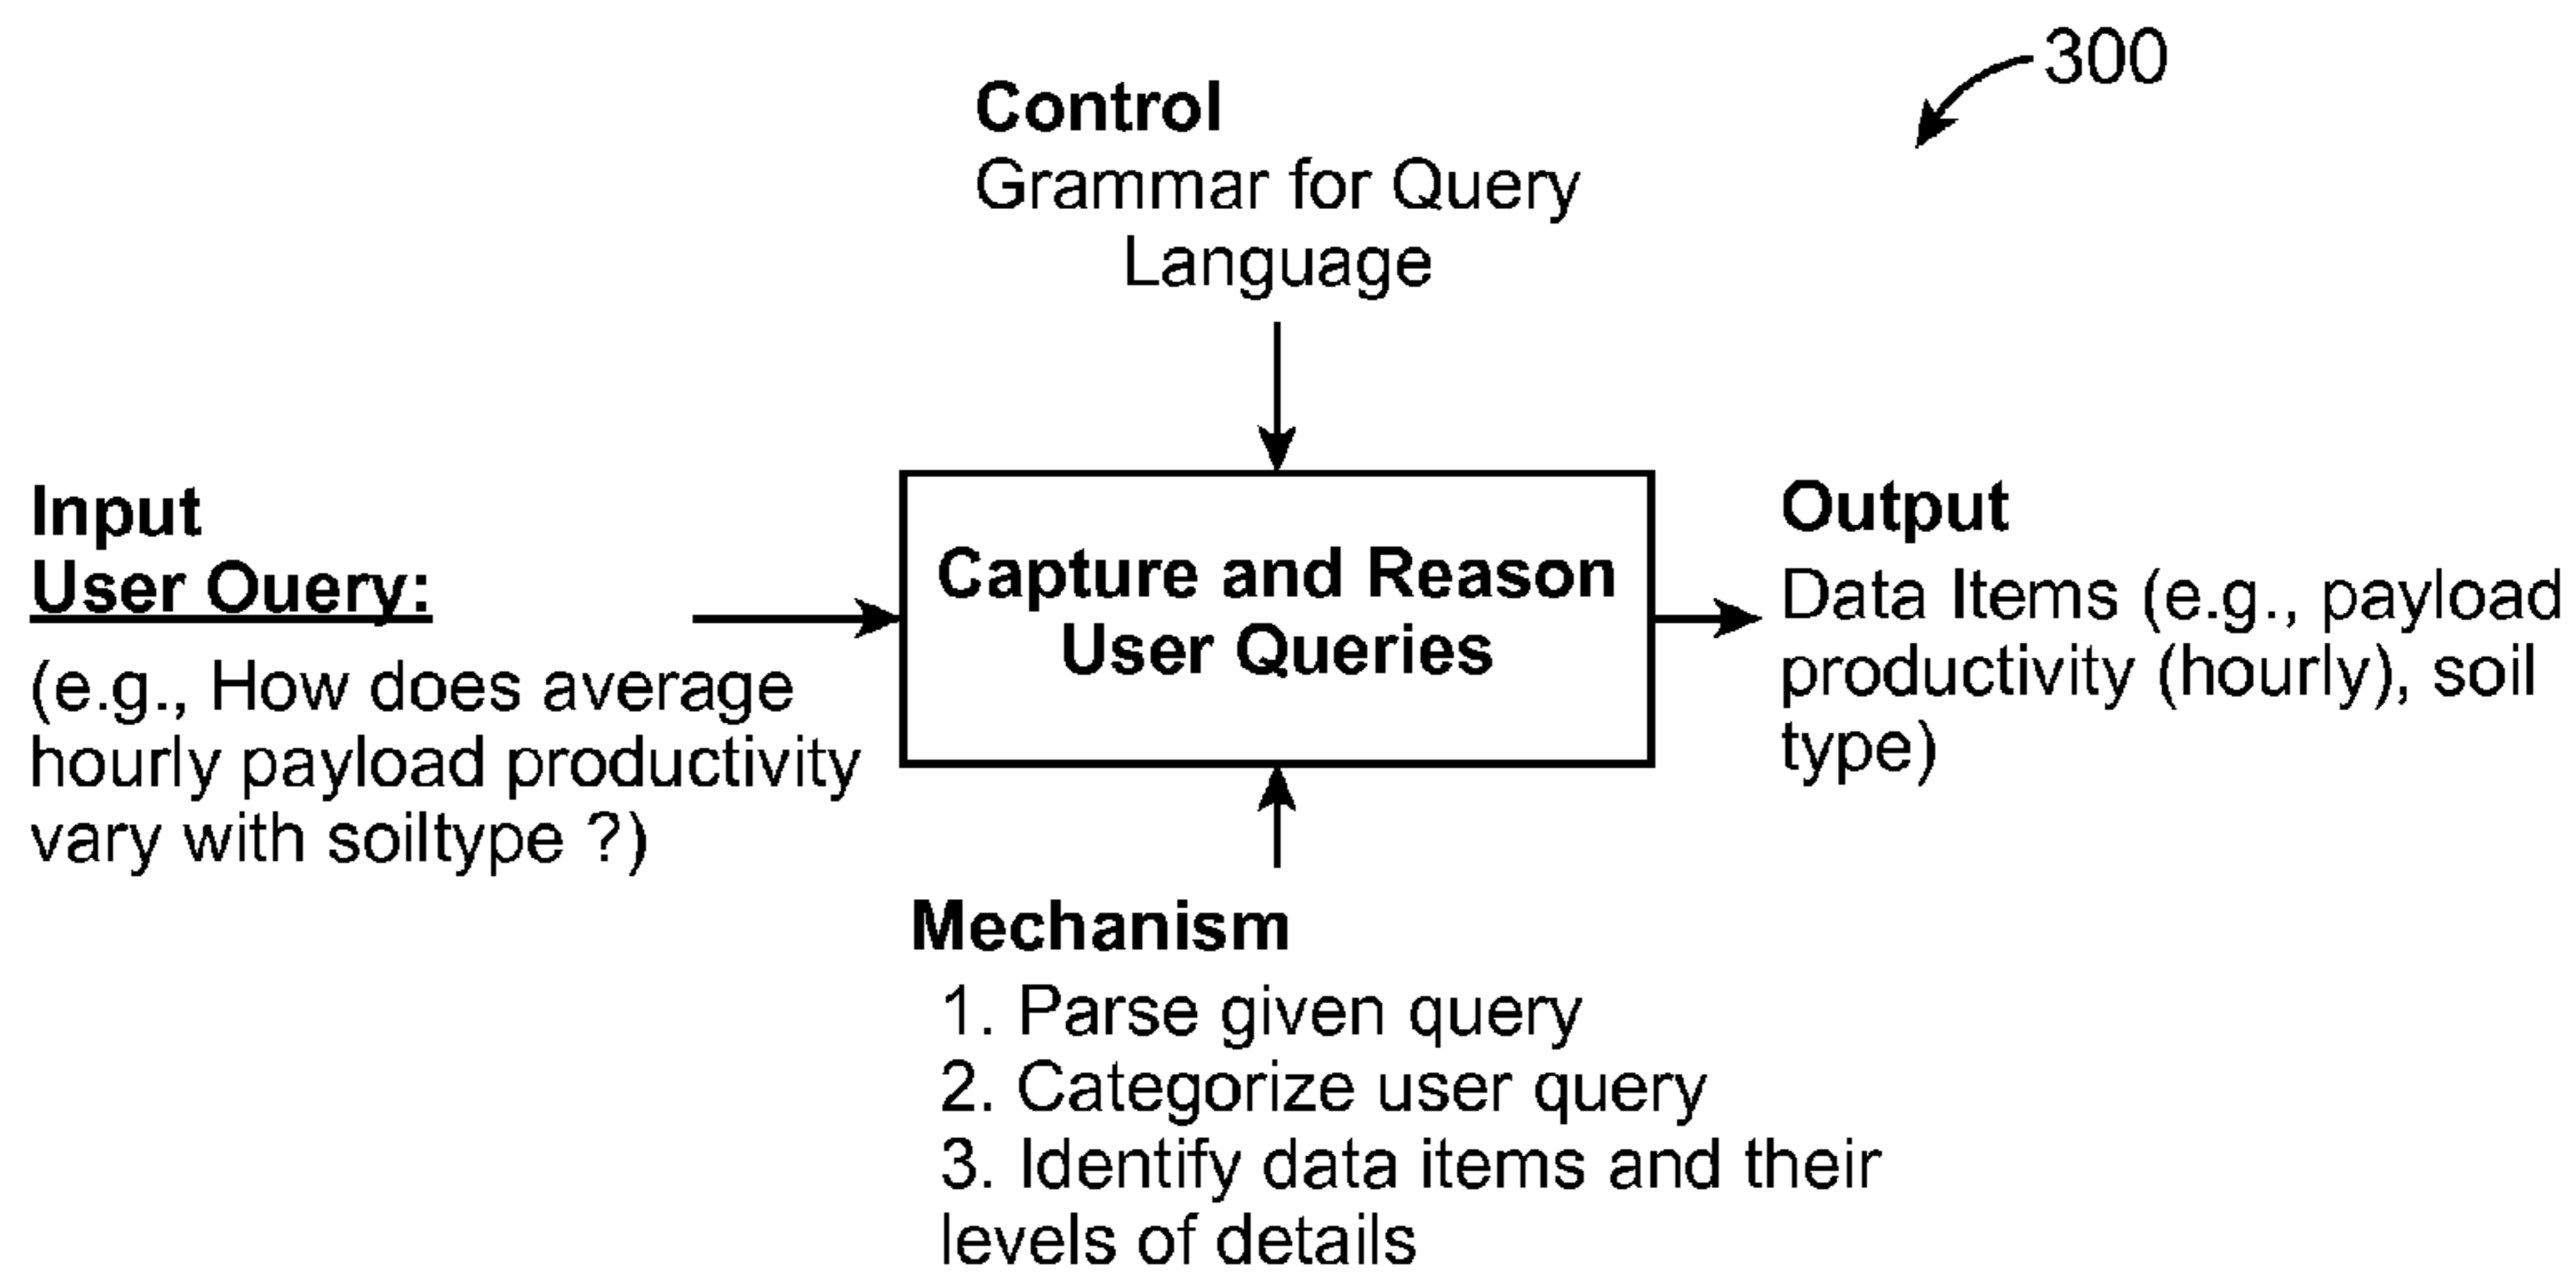 300
Control
Grammar for Query
Language
Input
User Ouery:
(e.g., How does average
hourly payload productivity
vary with soiltype ?)
Capture and Reason
User Queries
Output
Data Items (e.g., payload
productivity (hourly), soil
type)
Mechanism
1. Parse given query
2. Categorize user query
3. Identify data items and their
levels of details